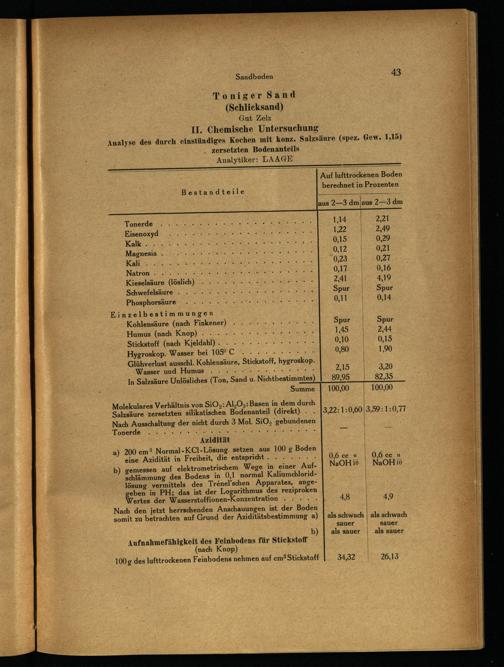 Sandboden 43
Toniger Sand
(Schlicksand)
Gut Zelz
II. Chemische Untersuchung
Analyse des durch einstündiges Kochen mit konz. Salzsäure (spez. Gew. 1,15)
zersetzten Bodenanteils
Analytiker: LAAGE
Bestandteile
Auf lufttrockenen Boden
berechnet in Prozenten
aus 2—3 dm aus 2—3 dm
Tonerde 1,14 2,21
Eisenoxyd 1,22 2,49
Kalk 0,15 0,29
Magnesia 0,12 0,21
Kali 0,23 0,27
Natron 0,17 0,16
Kieselsäure (löslich) 2,41 4,19
Schwefelsäure Spur Spur
Phosphorsäure 0,11 0,14
Einzelbestimmungen
Kohlensäure (nach Finkener) Spur Spur
Humus (nach Knop) 1,45 2,44
Stickstoff (nach Kjeldahl) 0,10 0,15
Hygroskop. Wasser bei 105° C 0,80 1,90
Glühverlust ausschl. Kohlensäure, Stickstoff, hygroskop.
Wasser und Humus 2,15 3,20
In Salzsäure Unlösliches (Ton, Sand u. Nichtbestimmtes) 89,95 82,35
Summe 100,00 100,00
Molekulares Verhältnis von SiO2:Al2O3:Basen in dem durch
Salzsäure zersetzten silikatischen Bodenanteil (direkt) . . 3,22:1:0,60 3,59:1:0,77
Nach Ausschaltung der nicht durch 3 Mol. SiO2 gebundenen
Tonerde — —
Azidität
a) 200 cm³ Normal-KCl-Lösung setzen aus 100 g Boden
eine Azidität in Freiheit, die entspricht 0,6 cc n 0,6 cc n
NaOH 10 NaOH 10
b) gemessen auf elektrometrischem Wege in einer Auf-
schlämmung des Bodens in 0,1 normal Kaliumchlorid-
lösung vermittels des Trénel'schen Apparates, ange-
geben in PH; das ist der Logarithmus des reziproken
Wertes der Wasserstoffionen-Konzentration 4,8 4,9
Nach den jetzt herrschenden Anschauungen ist der Boden
somit zu betrachten auf Grund der Aziditätsbestimmung a) als schwach als schwach
sauer sauer
b) als sauer als sauer
Aufnahmefähigkeit des Feinbodens für Stickstoff
(nach Knop)
100 g des lufttrockenen Feinbodens nehmen auf cm³ Stickstoff 34,32 26,13